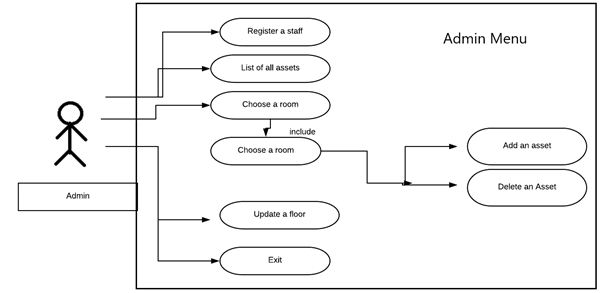 Admin Menu
Register a staff
List of all assets
Choose a room
include
Choose a room
Add an asset
Delete an Asset
Admin
Update a floor
Exit